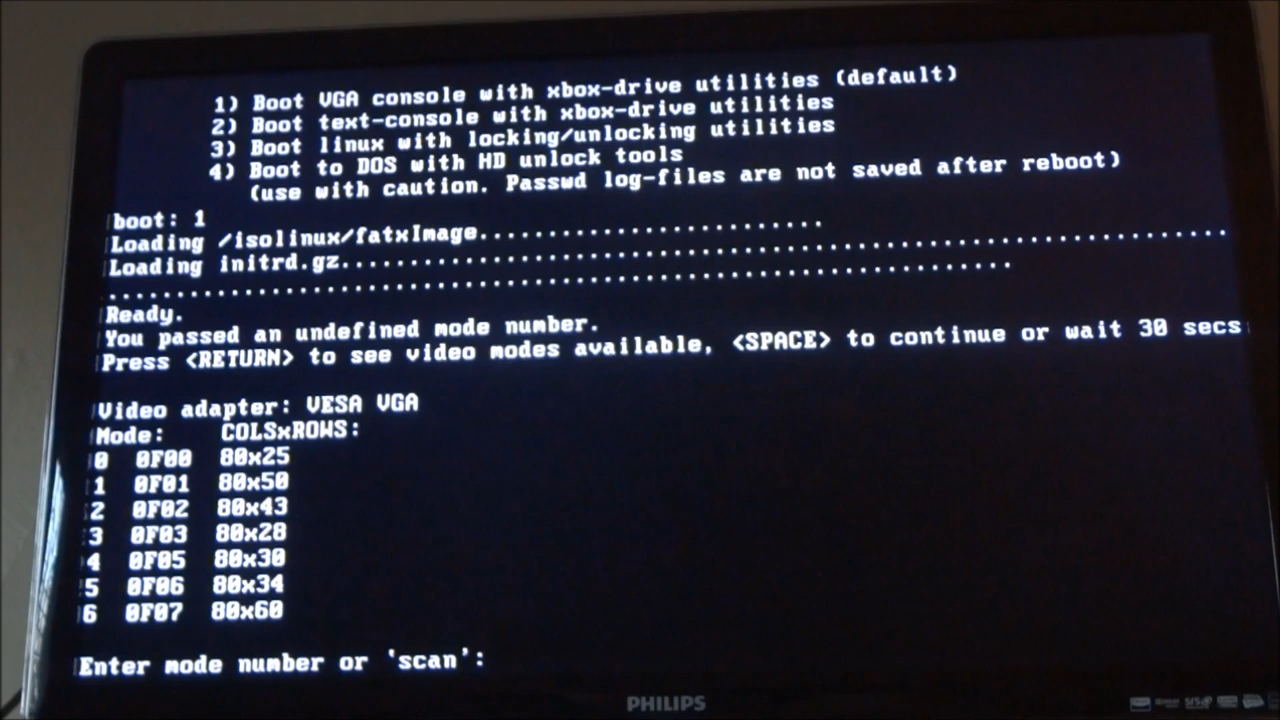 1) Boot VGA console with xbox-drive utilities (default)
2) Boot text-console with xbox-drive utilities
3) Boot linux with locking/unlocking utilities
4) Boot to DOS with HD unlock tools
(use with caution. Passwd log-files are not saved after reboot)
boot: 1
Loading /isolinux/fatxImage.........................
Loading initrd.gz.................................................................
...................................................................
Ready.
You passed an undefined mode number.
Press <RETURN> to see video modes available, <SPACE> to continue or wait 30 secs
Video adapter: VESA VGA
Mode: COLSxROWS:
0 0F00 80x25
1 0F01 80x50
2 0F02 80x43
3 0F03 80x28
4 0F05 80x30
5 0F06 80x34
6 0F07 80x60
Enter mode number or 'scan':
PHILIPS